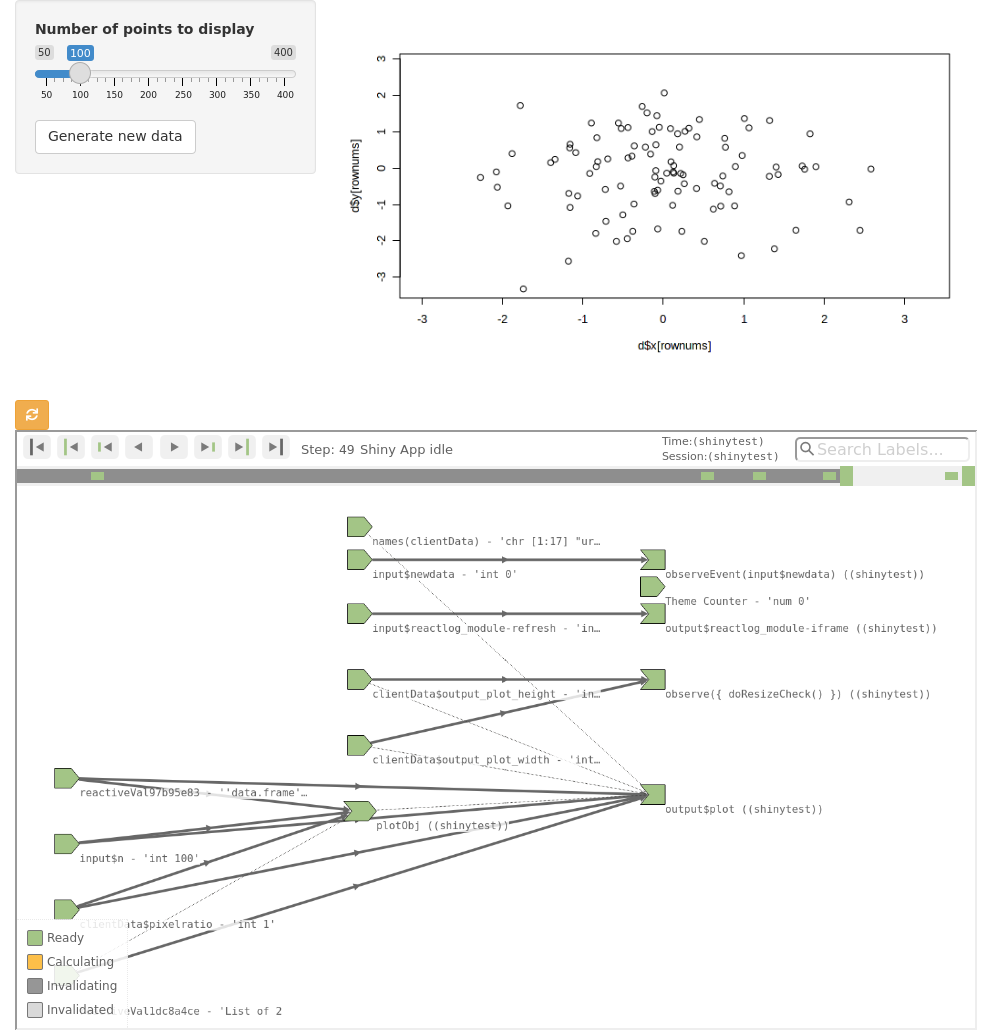 Number of points to display
50 100 400
50 100 150 200 250 300 350 400
Generate new data
3
2
1
0
-1
-2
-3
d$y[rownums]
-3 -2 -1 0 1 2 3
d$x[rownums]
Step: 49 Shiny App idle
Time:(shinytest)
Session:(shinytest)
Search Labels...
names(clientData) - 'chr [1:17] "ur…
input$newdata - 'int 0'
observeEvent(input$newdata) ((shinytest))
Theme Counter - 'num 0'
input$reactlog_module-refresh - 'in…
output$reactlog_module-iframe ((shinytest))
clientData$output_plot_height - 'in…
observe({ doResizeCheck() }) ((shinytest))
clientData$output_plot_width - 'int…
reactiveVal97b95e83 - ''data.frame'…
output$plot ((shinytest))
plotObj ((shinytest))
input$n - 'int 100'
clientData$pixelratio - 'int 1'
Ready
Calculating
Invalidating
Invalidated
veVal1dc8a4ce - 'List of 2